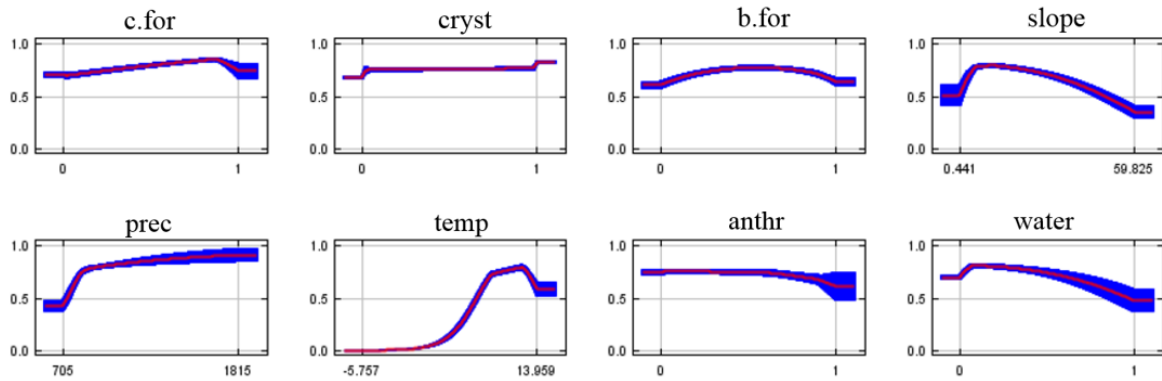 c.for cryst b.for slope
1.0 1.0 1.0 1.0
0.5 0.5 0.5 0.5
0.0 0.0 0.0 0.0
0 1 0 1 0 1 0.441 59.825
prec temp anthr water
1.0 1.0 1.0 1.0
0.5 0.5 0.5 0.5
0.0 0.0 0.0 0.0
705 1815 -5.757 13.959 0 1 0 1